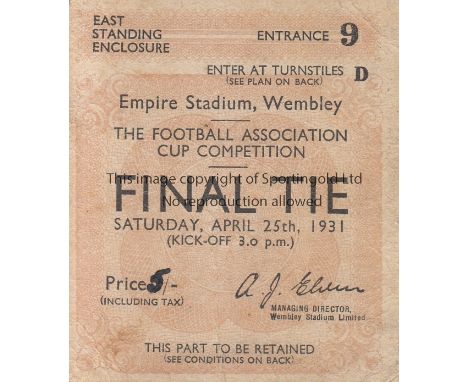 EAST
STANDING
ENCLOSURE
ENTRANCE 9
ENTER AT TURNSTILES D
(SEE PLAN ON BACK)
Empire Stadium, Wembley
THE FOOTBALL ASSOCIATION
CUP COMPETITION
This image copyright of Sportingold Ltd
FINAL TIE
No reproduction allowed
SATURDAY, APRIL 25th, 1931
(KICK-OFF 3.0 p.m.)
Price 5/-
(INCLUDING TAX)
A. J. Elvin
MANAGING DIRECTOR,
Wembley Stadium Limited
THIS PART TO BE RETAINED
(SEE CONDITIONS ON BACK)